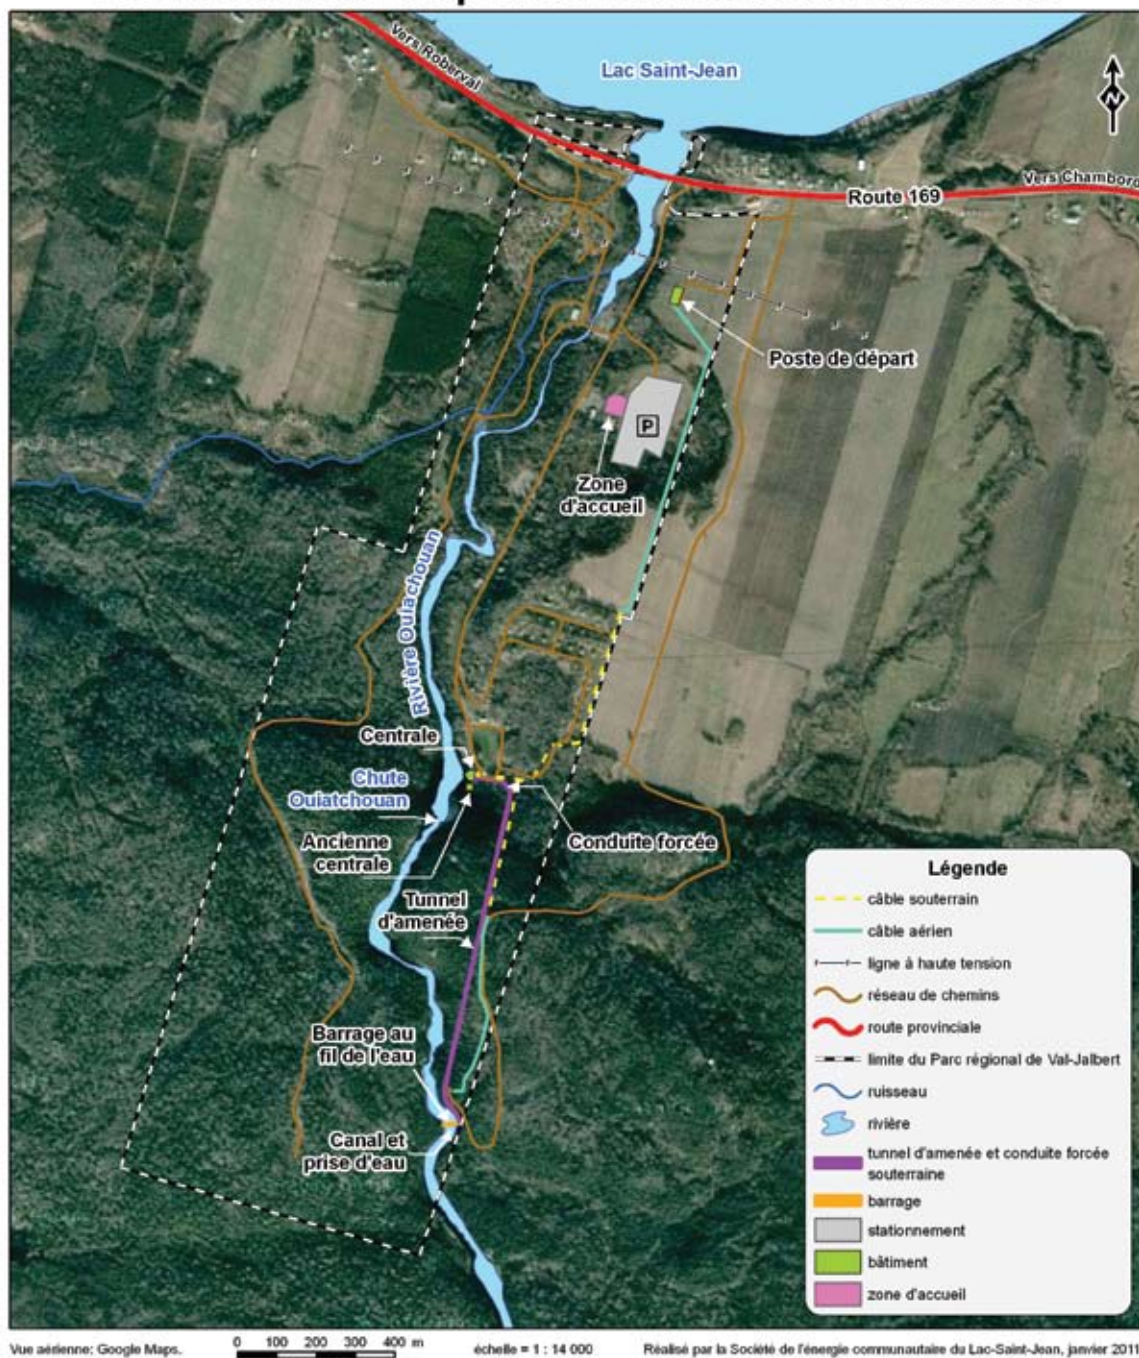 Lac Saint-Jean
Vers Roberval
N
Route 169
Vers Chambord
Poste de départ
P
Zone
d'accueil
Rivière Ouiachouan
Centrale
Chute
Ouiatchouan
Ancienne
centrale
Conduite forcée
Tunnel
d'amenée
Barrage au
fil de l'eau
Canal et
prise d'eau
Légende
câble souterrain
câble aérien
ligne à haute tension
réseau de chemins
route provinciale
limite du Parc régional de Val-Jalbert
ruisseau
rivière
tunnel d'amenée et conduite forcée
souterraine
barrage
stationnement
bâtiment
zone d'accueil
Vue aérienne: Google Maps.
0 100 200 300 400 m
échelle = 1 : 14 000
Réalisé par la Société de l'énergie communautaire du Lac-Saint-Jean, janvier 2011